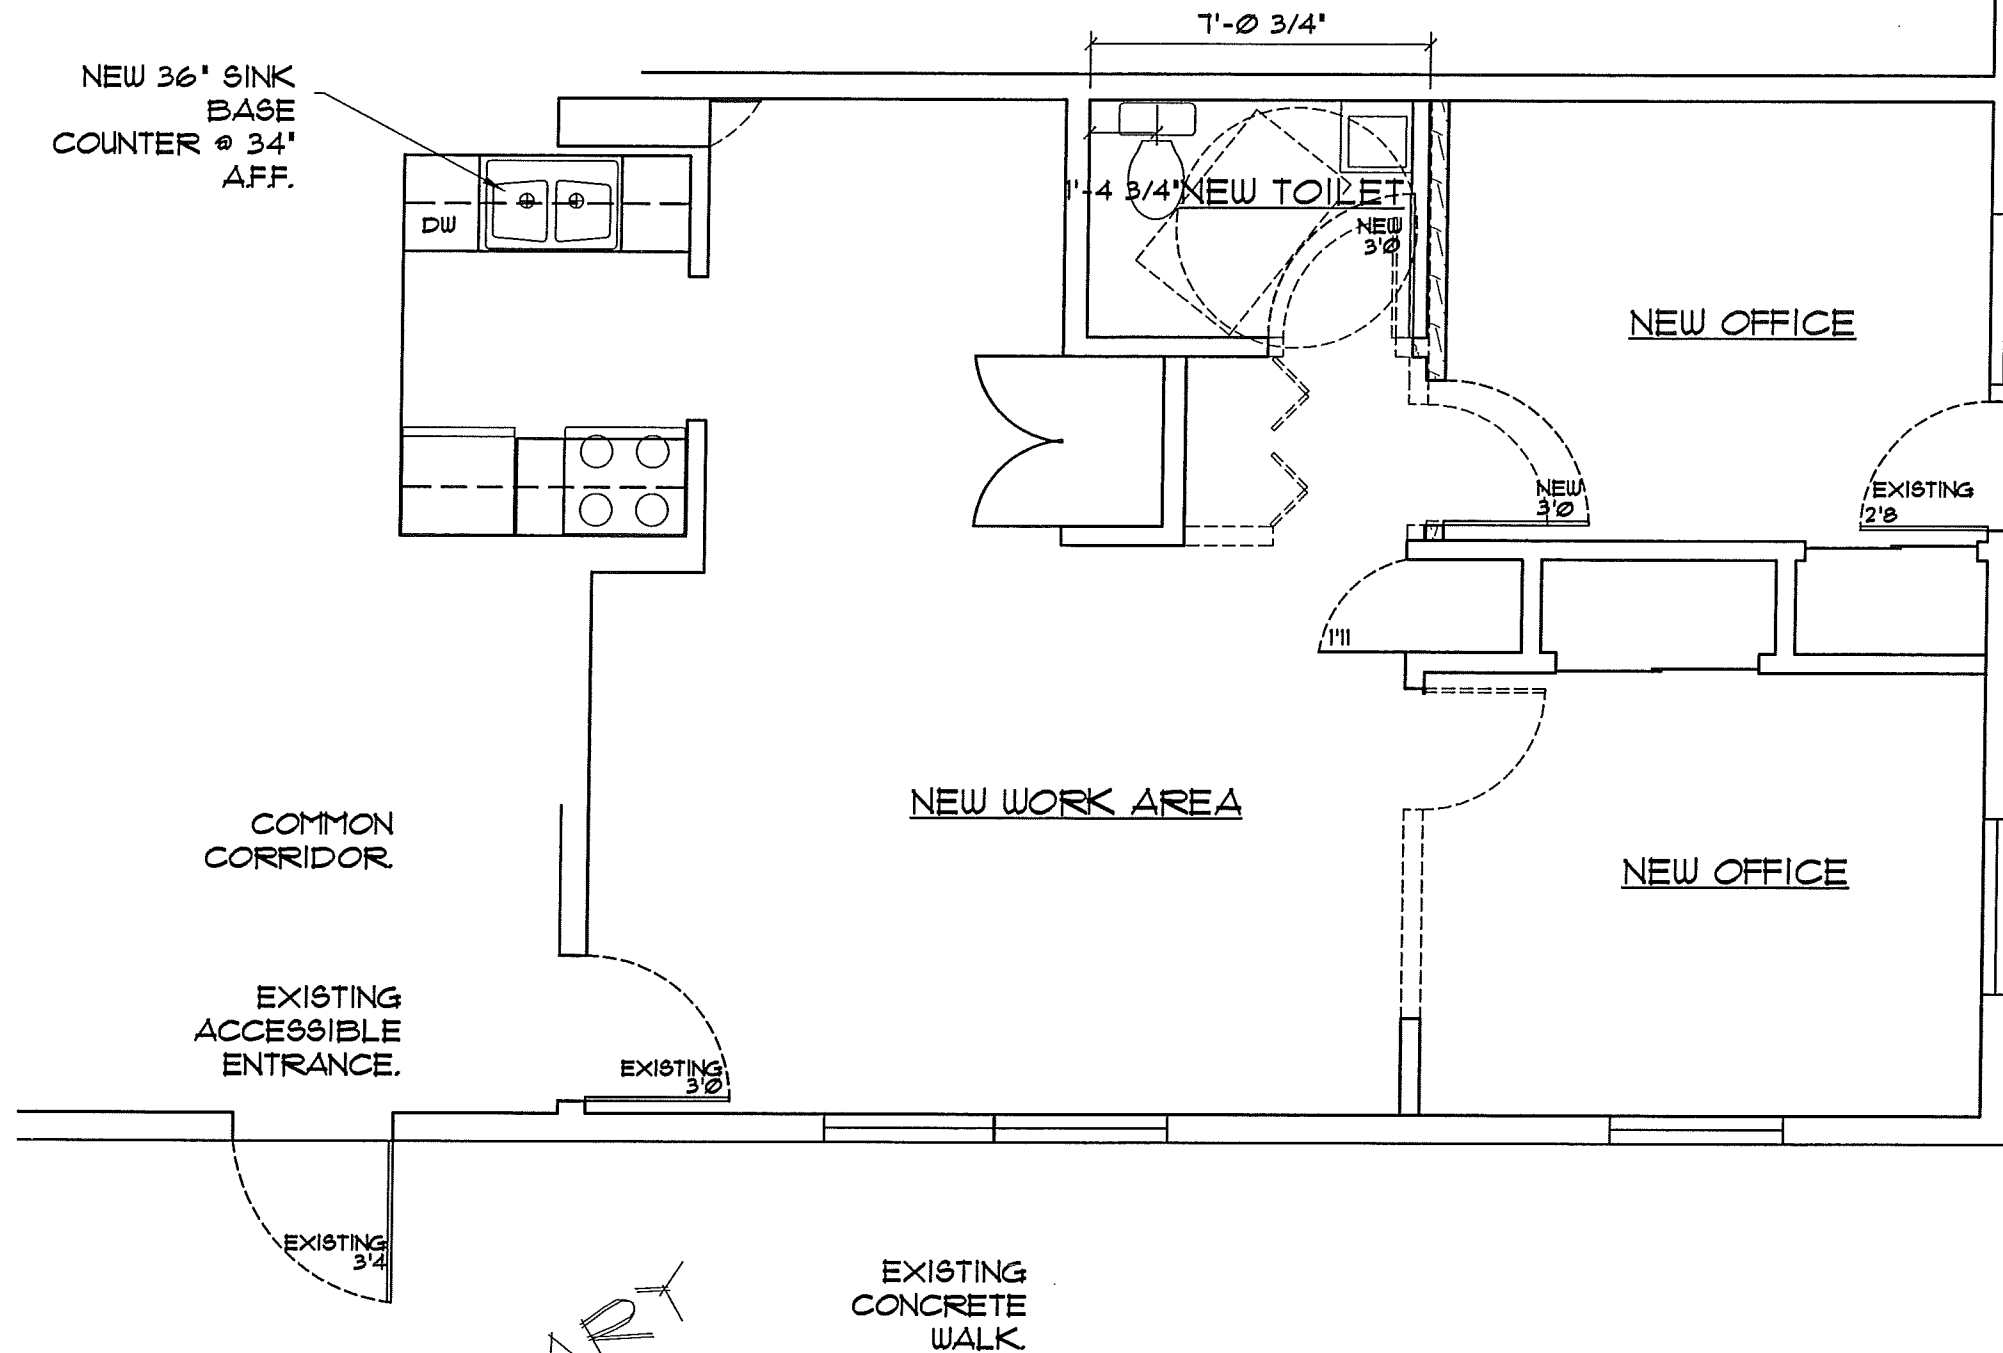 7'-0 3/4"
NEW 36" SINK
BASE
COUNTER @ 34"
A.F.F.
DW
1'-4 3/4"
NEW TOILET
NEW
3'0
NEW OFFICE
NEW
3'0
EXISTING
2'8
1'11
NEW WORK AREA
COMMON
CORRIDOR.
NEW OFFICE
EXISTING
ACCESSIBLE
ENTRANCE.
EXISTING
3'0
EXISTING
3'4
EXISTING
CONCRETE
WALK.